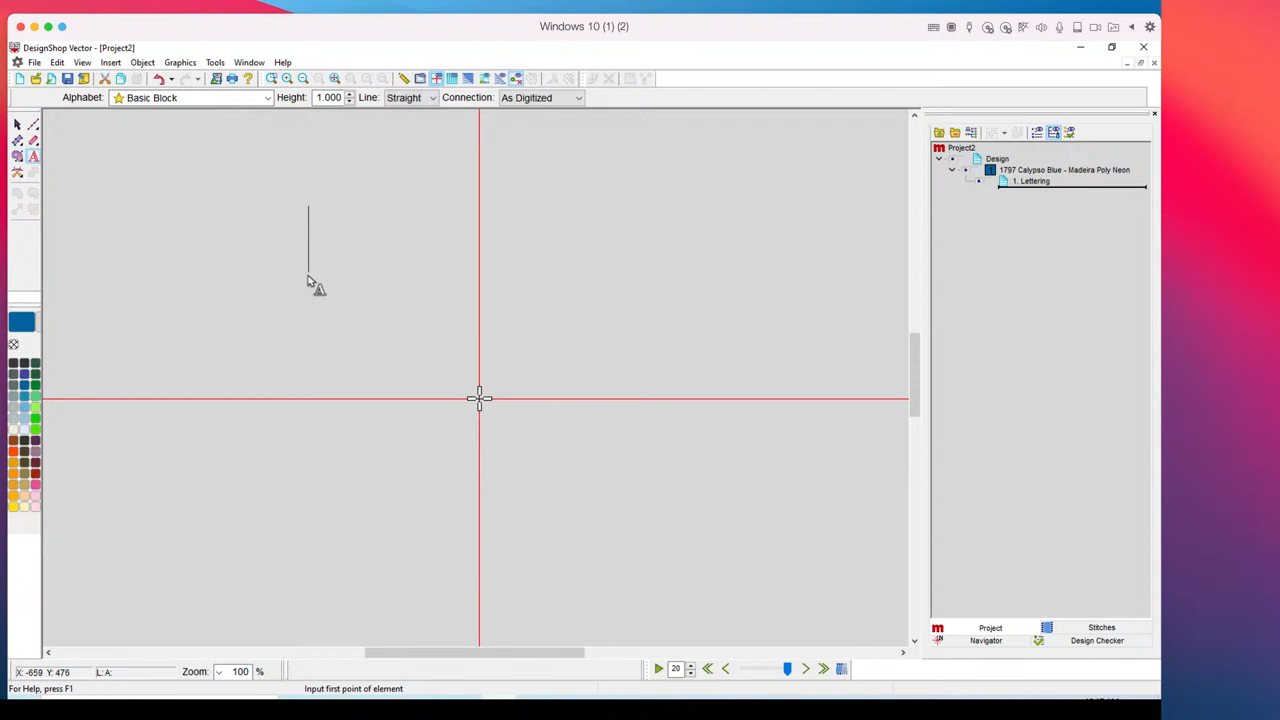 Windows 10 (1) (2)
DesignShop Vector - [Project2]
File Edit View Insert Object Graphics Tools Window Help
Alphabet: Basic Block Height: 1.000 Line: Straight Connection: As Digitized
Project2
Design
1 1797 Calypso Blue - Madeira Poly Neon
1. Lettering
Project Stitches
Navigator Design Checker
X: -659 Y: 476 L: A: Zoom: 100 % 20
For Help, press F1 Input first point of element